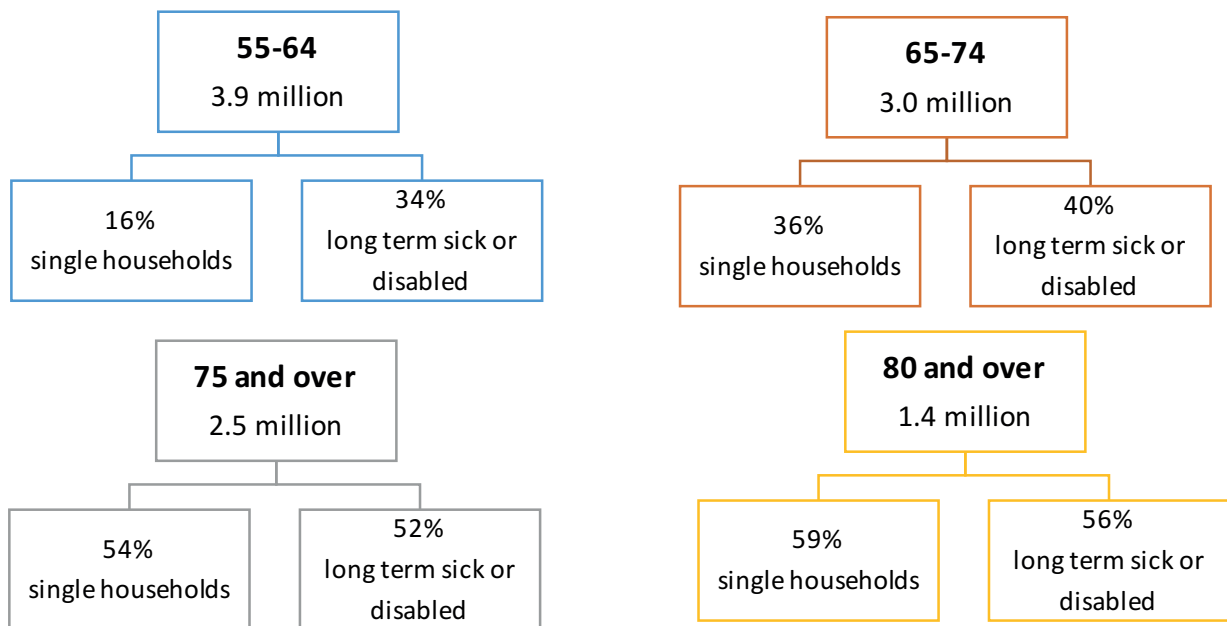 55-64
3.9 million
16%
single households
34%
long term sick or
disabled
65-74
3.0 million
36%
single households
40%
long term sick or
disabled
75 and over
2.5 million
54%
single households
52%
long term sick or
disabled
80 and over
1.4 million
59%
single households
56%
long term sick or
disabled